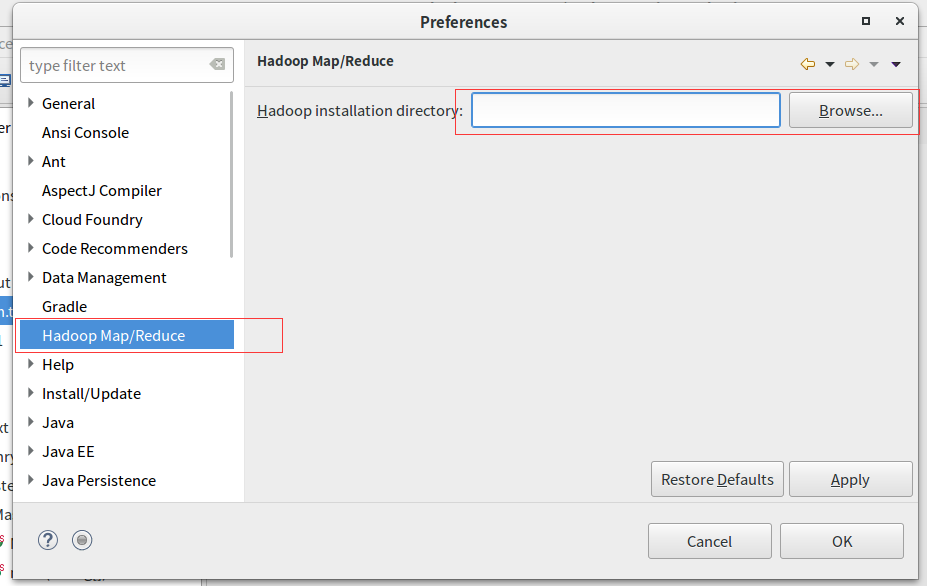 Preferences
type filter text
Hadoop Map/Reduce
Hadoop installation directory:
Browse...
General
Ansi Console
Ant
AspectJ Compiler
Cloud Foundry
Code Recommenders
Data Management
Gradle
Hadoop Map/Reduce
Help
Install/Update
Java
Java EE
Java Persistence
Restore Defaults
Apply
Cancel
OK